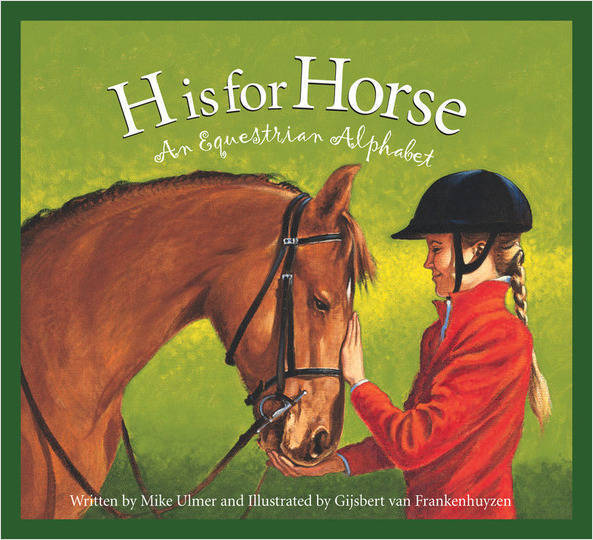 H is for Horse
An Equestrian Alphabet
Written by Mike Ulmer and Illustrated by Gijsbert van Frankenhuyzen